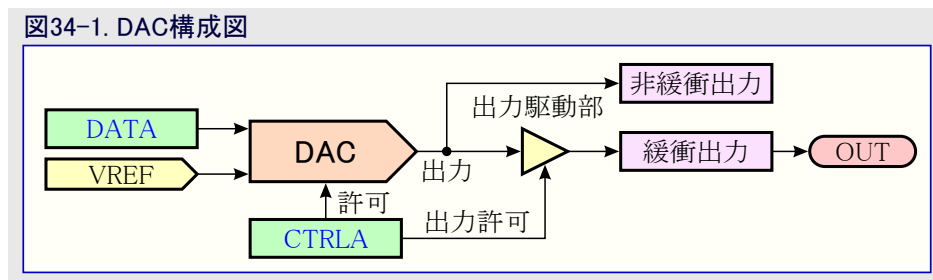 図34-1. DAC構成図
非緩衝出力
出力駆動部
DATA
DAC
緩衝出力
OUT
VREF
出力
許可
出力許可
CTRLA